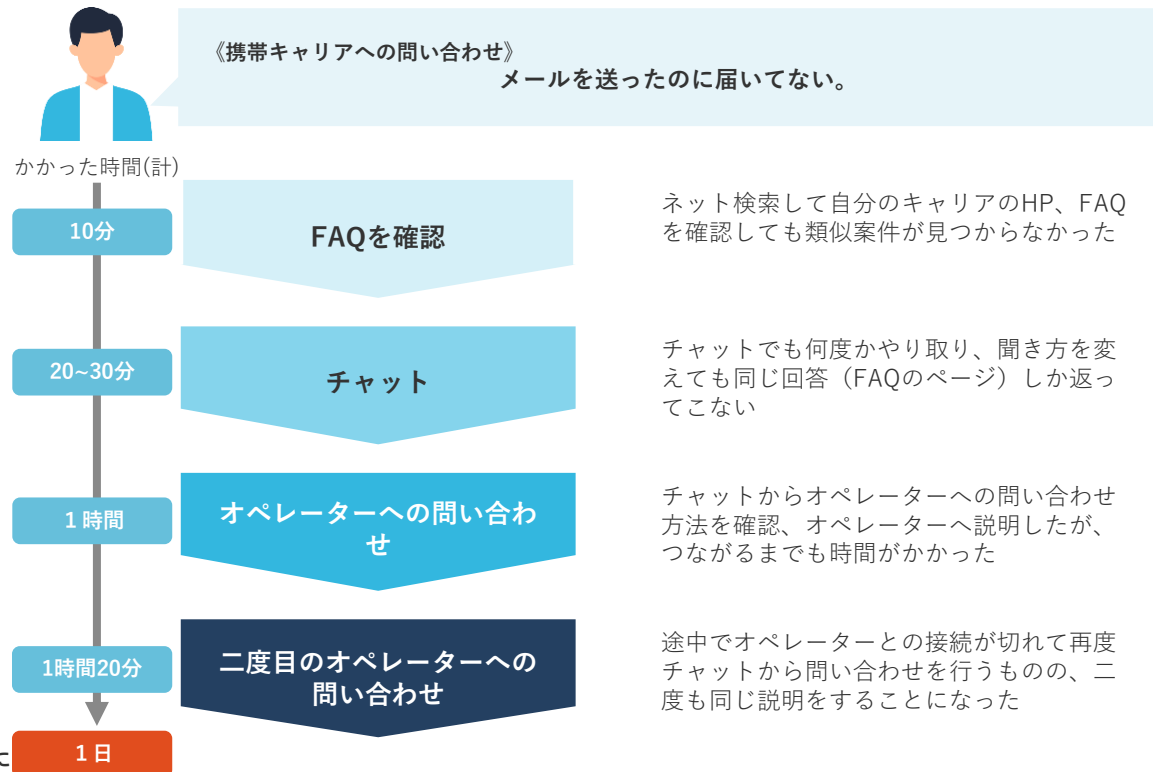 《携帯キャリアへの問い合わせ》
メールを送ったのに届いてない。
かかった時間(計)
10分
FAQを確認
ネット検索して自分のキャリアのHP、FAQ
を確認しても類似案件が見つからなかった
20~30分
チャット
チャットでも何度かやり取り、聞き方を変
えても同じ回答（FAQのページ）しか返っ
てこない
１時間
オペレーターへの問い合わ
せ
チャットからオペレーターへの問い合わせ
方法を確認、オペレーターへ説明したが、
つながるまでも時間がかかった
1時間20分
二度目のオペレーターへの
問い合わせ
途中でオペレーターとの接続が切れて再度
チャットから問い合わせを行うものの、二
度も同じ説明をすることになった
１日